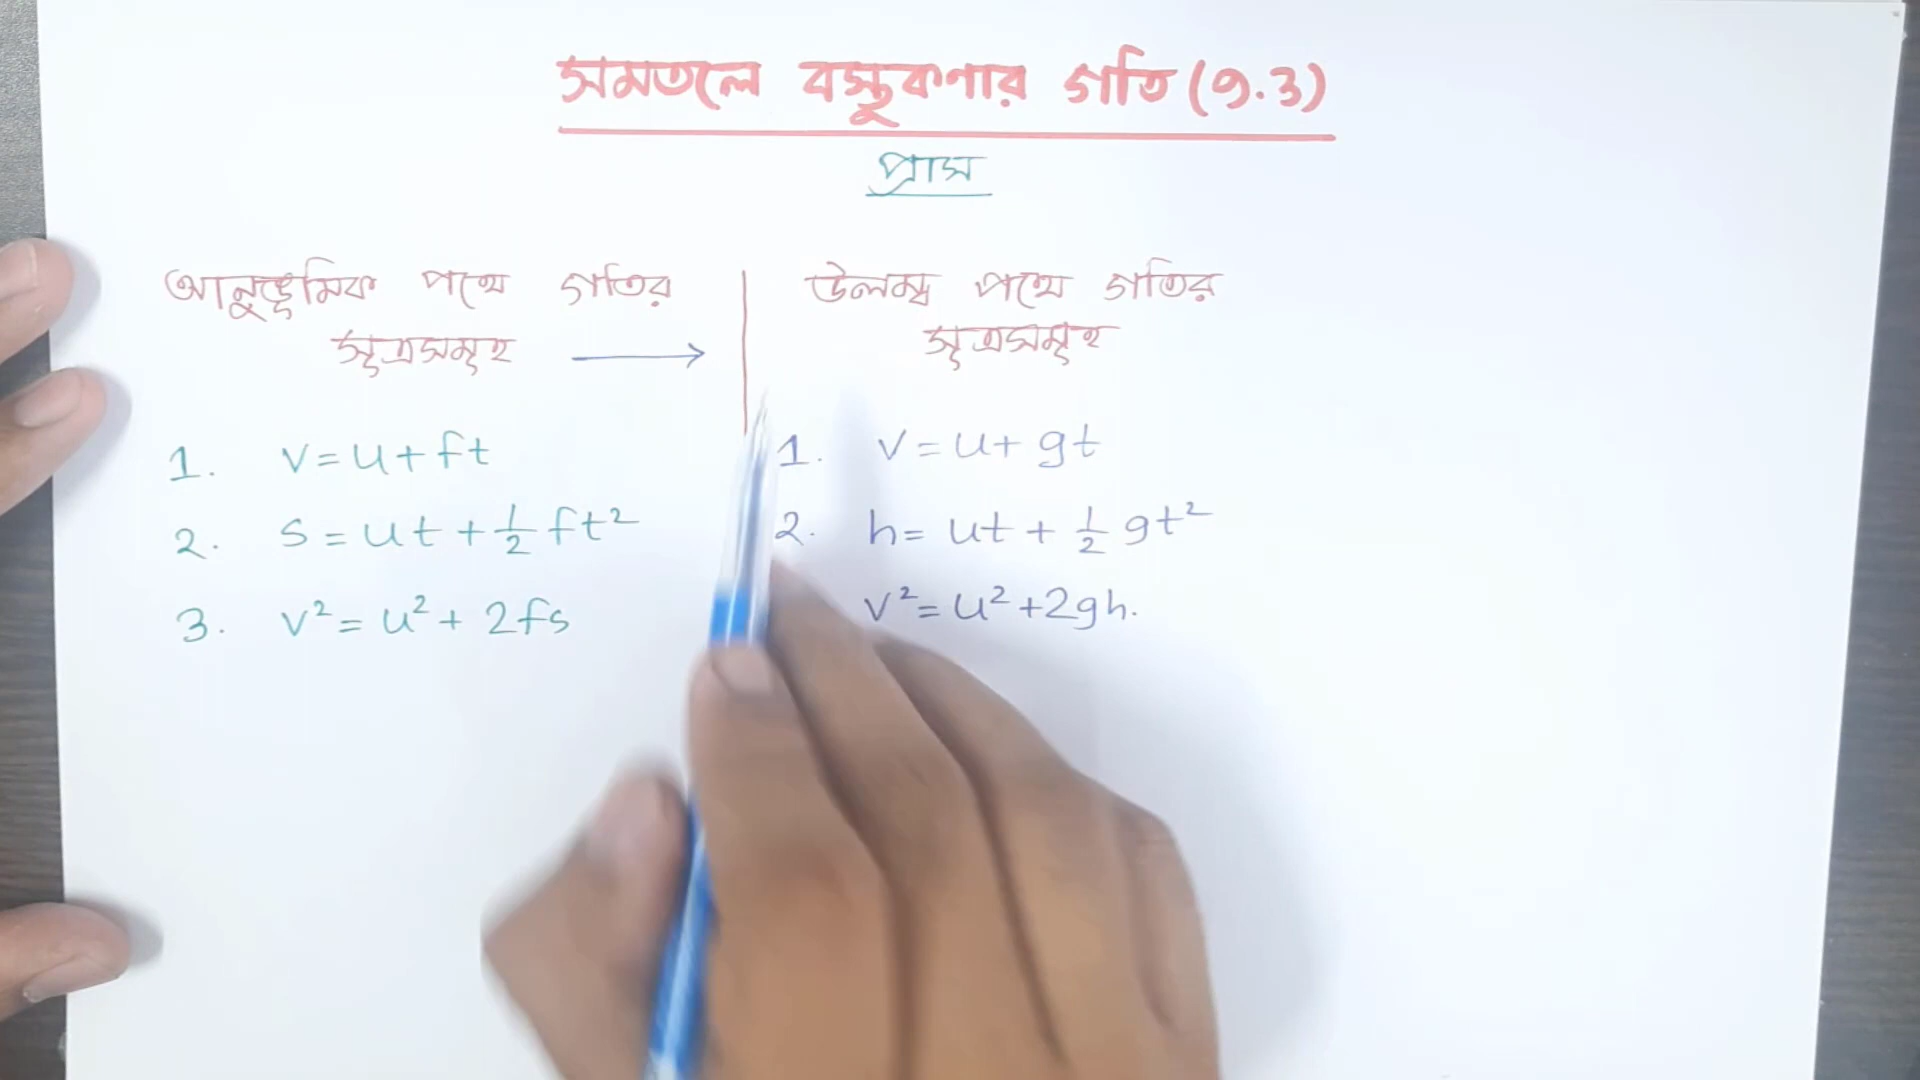 সমতলে বস্তুকণার গতি (9.3)
প্রাস
আনুভূমিক পথে গতির
সূত্রসমূহ →
1. v=u+ft
2. s=ut+½ft²
3. v²=u²+2fs
উলম্ব পথে গতির
সূত্রসমূহ
1. v=u+gt
2. h=ut+½gt²
v²=u²+2gh.